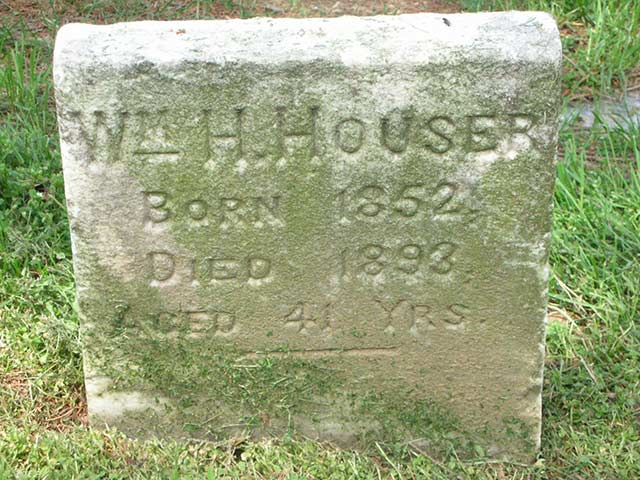 Wm H. Houser
Born 1852,
Died 1893,
Aged 41 Yrs.